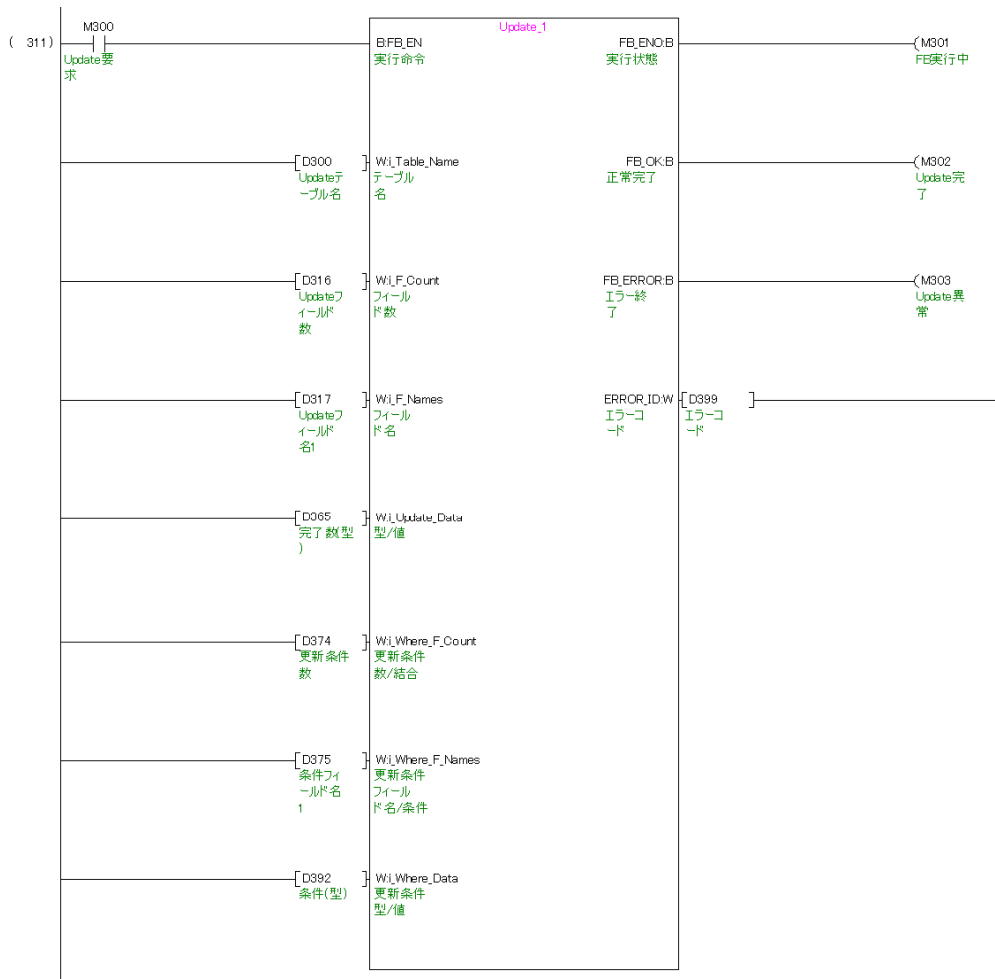 Update_1
M300
( 311)
Update要
求
B:FB_EN
実行命令
FB_ENO:B
実行状態
M301
FB実行中
D300
Updateテ
ーブル名
W:i_Table_Name
テーブル
名
FB_OK:B
正常完了
M302
Update完
了
D316
Updateフ
ィールド
数
W:i_F_Count
フィール
ド数
FB_ERROR:B
エラー終
了
M303
Update異
常
D317
Updateフ
ィールド
名1
W:i_F_Names
フィール
ド名
ERROR_ID:W
エラーコ
ード
D399
エラーコ
ード
D365
完了数(型
)
W:i_Update_Data
型/値
D374
更新条件
数
W:i_Where_F_Count
更新条件
数/結合
D375
条件フィ
ールド名
1
W:i_Where_F_Names
更新条件
フィール
ド名/条件
D392
条件(型)
W:i_Where_Data
更新条件
型/値